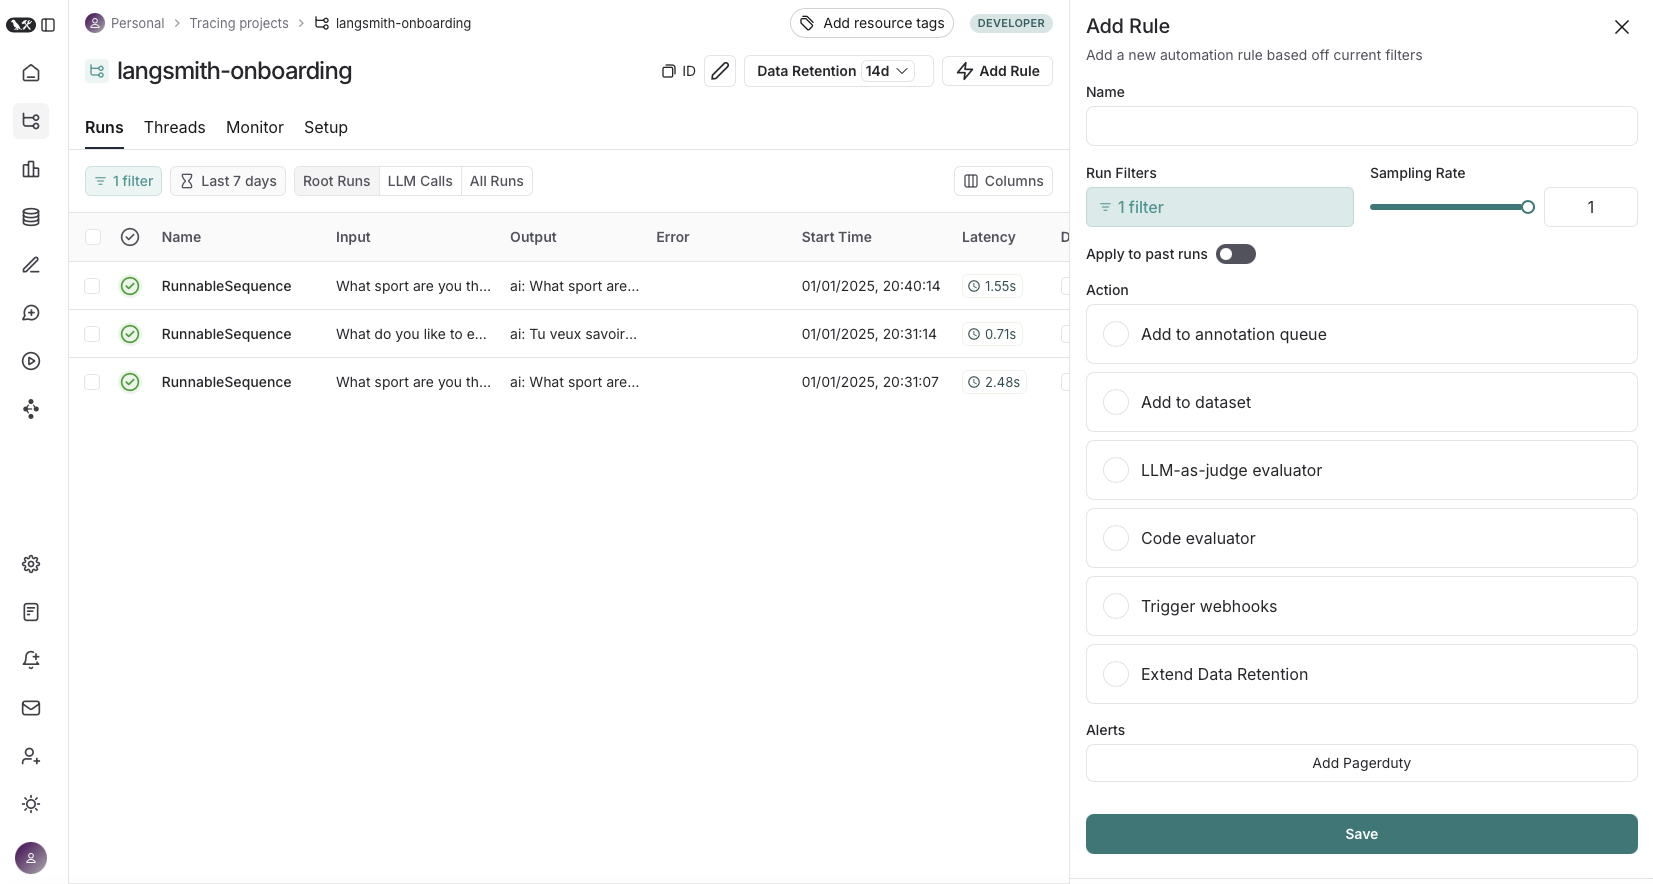 Personal > Tracing projects > langsmith-onboarding
Add resource tags
DEVELOPER
langsmith-onboarding
ID
Data Retention 14d
Add Rule
Runs Threads Monitor Setup
1 filter Last 7 days Root Runs LLM Calls All Runs Columns
Name Input Output Error Start Time Latency D
RunnableSequence What sport are you th... ai: What sport are... 01/01/2025, 20:40:14 1.55s
RunnableSequence What do you like to e... ai: Tu veux savoir... 01/01/2025, 20:31:14 0.71s
RunnableSequence What sport are you th... ai: What sport are... 01/01/2025, 20:31:07 2.48s
Add Rule
Add a new automation rule based off current filters
Name
Run Filters Sampling Rate
1 filter 1
Apply to past runs
Action
Add to annotation queue
Add to dataset
LLM-as-judge evaluator
Code evaluator
Trigger webhooks
Extend Data Retention
Alerts
Add Pagerduty
Save